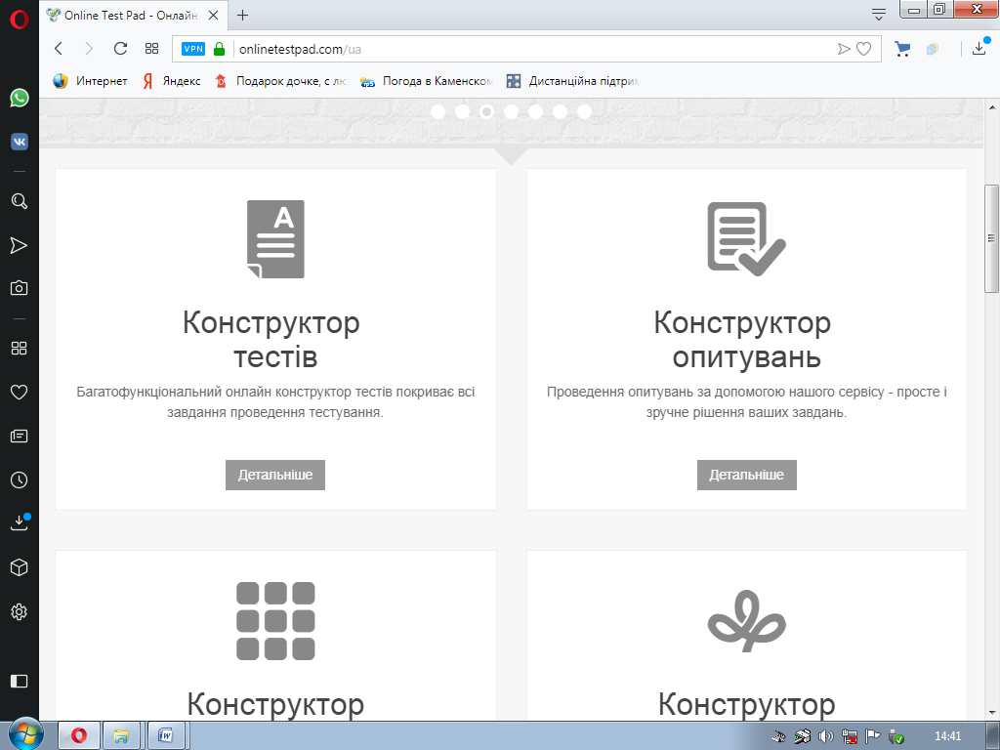 Online Test Pad - Онлайн
VPN
onlinetestpad.com/ua
Интернет
Яндекс
Подарок дочке, с лю
Погода в Каменском
Дистанційна підтрим
Конструктор
тестів
Багатофункціональний онлайн конструктор тестів покриває всі
завдання проведення тестування.
Детальніше
Конструктор
опитувань
Проведення опитувань за допомогою нашого сервісу - просте і
зручне рішення ваших завдань.
Детальніше
Конструктор
Конструктор
14:41